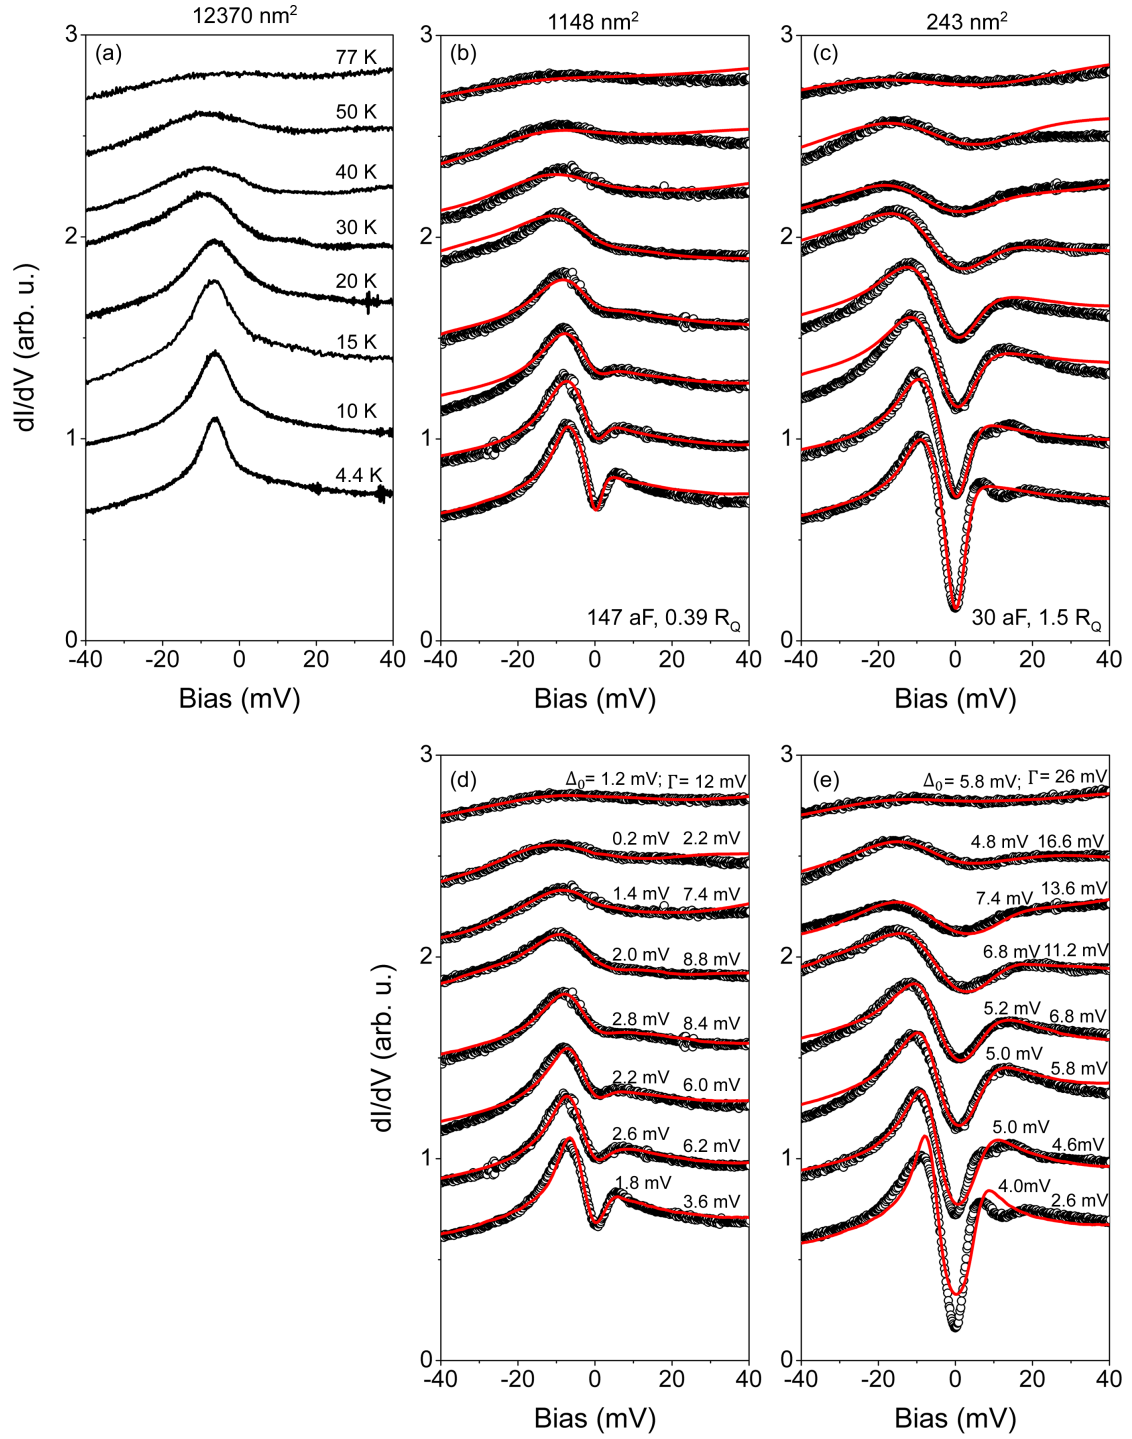 12370 nm²
1148 nm²
243 nm²
(a)
77 K
50 K
40 K
30 K
20 K
15 K
10 K
4.4 K
3
2
1
0
dI/dV (arb. u.)
-40 -20 0 20 40
Bias (mV)
(b)
147 aF, 0.39 R_Q
3
2
1
0
-40 -20 0 20 40
Bias (mV)
(c)
30 aF, 1.5 R_Q
3
2
1
0
-40 -20 0 20 40
Bias (mV)
(d)
Δ₀= 1.2 mV; Γ= 12 mV
0.2 mV 2.2 mV
1.4 mV 7.4 mV
2.0 mV 8.8 mV
2.8 mV 8.4 mV
2.2 mV 6.0 mV
2.6 mV 6.2 mV
1.8 mV 3.6 mV
3
2
1
0
dI/dV (arb. u.)
-40 -20 0 20 40
Bias (mV)
(e)
Δ₀= 5.8 mV; Γ= 26 mV
4.8 mV 16.6 mV
7.4 mV 13.6 mV
6.8 mV 11.2 mV
5.2 mV 6.8 mV
5.0 mV 5.8 mV
5.0 mV 4.6mV
4.0mV 2.6 mV
3
2
1
0
-40 -20 0 20 40
Bias (mV)